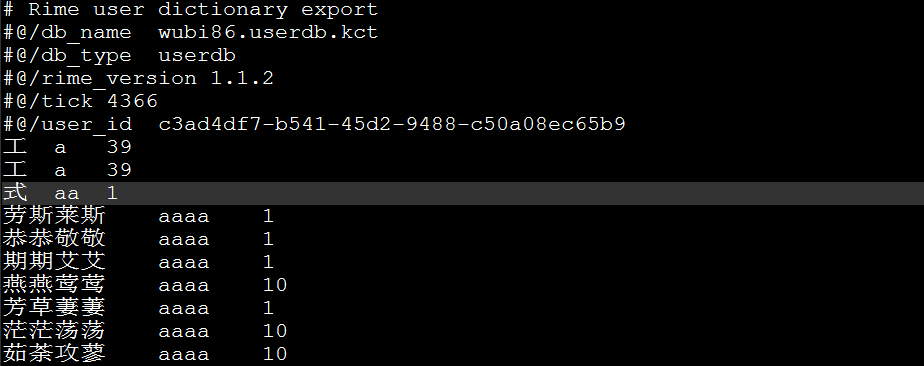 # Rime user dictionary export
#@/db_name	wubi86.userdb.kct
#@/db_type	userdb
#@/rime_version	1.1.2
#@/tick	4366
#@/user_id	c3ad4df7-b541-45d2-9488-c50a08ec65b9
工	a	39
工	a	39
式	aa	1
劳斯莱斯	aaaa	1
恭恭敬敬	aaaa	1
期期艾艾	aaaa	1
燕燕莺莺	aaaa	10
芳草萋萋	aaaa	1
茫茫荡荡	aaaa	10
茹荼攻蓼	aaaa	10